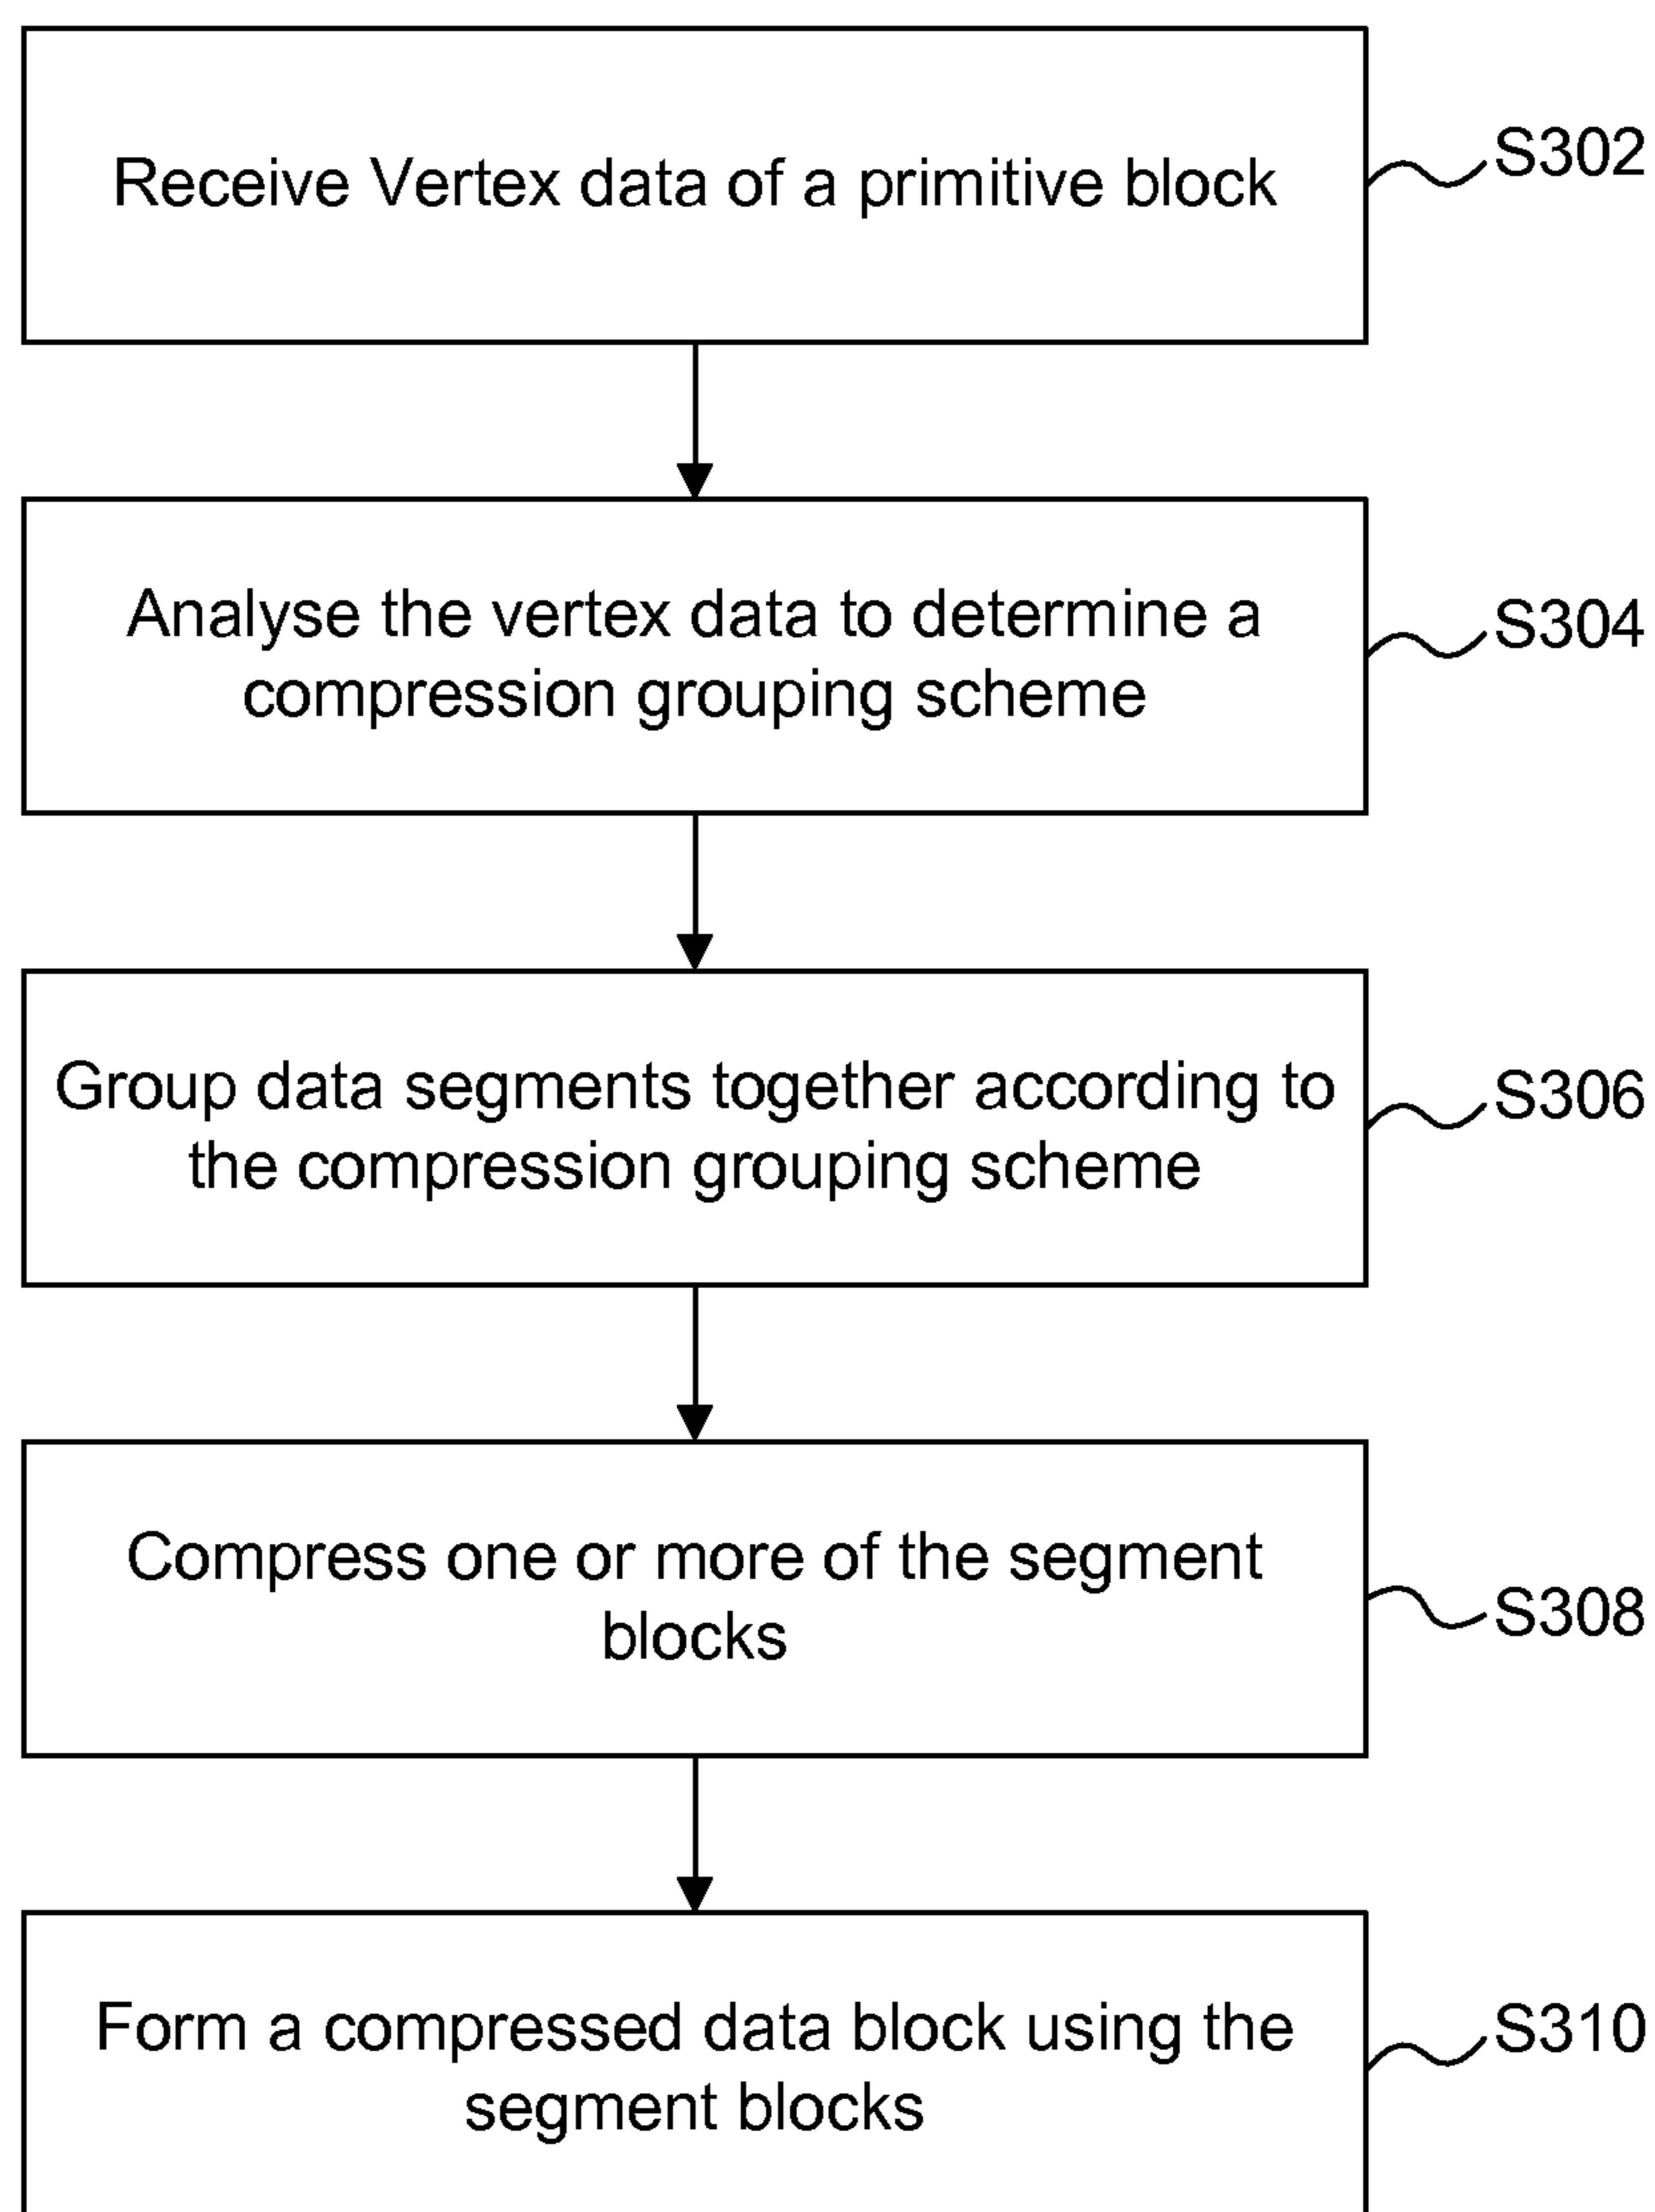 Receive Vertex data of a primitive block
S302
Analyse the vertex data to determine a
compression grouping scheme
S304
Group data segments together according to
the compression grouping scheme
S306
Compress one or more of the segment
blocks
S308
Form a compressed data block using the
segment blocks
S310